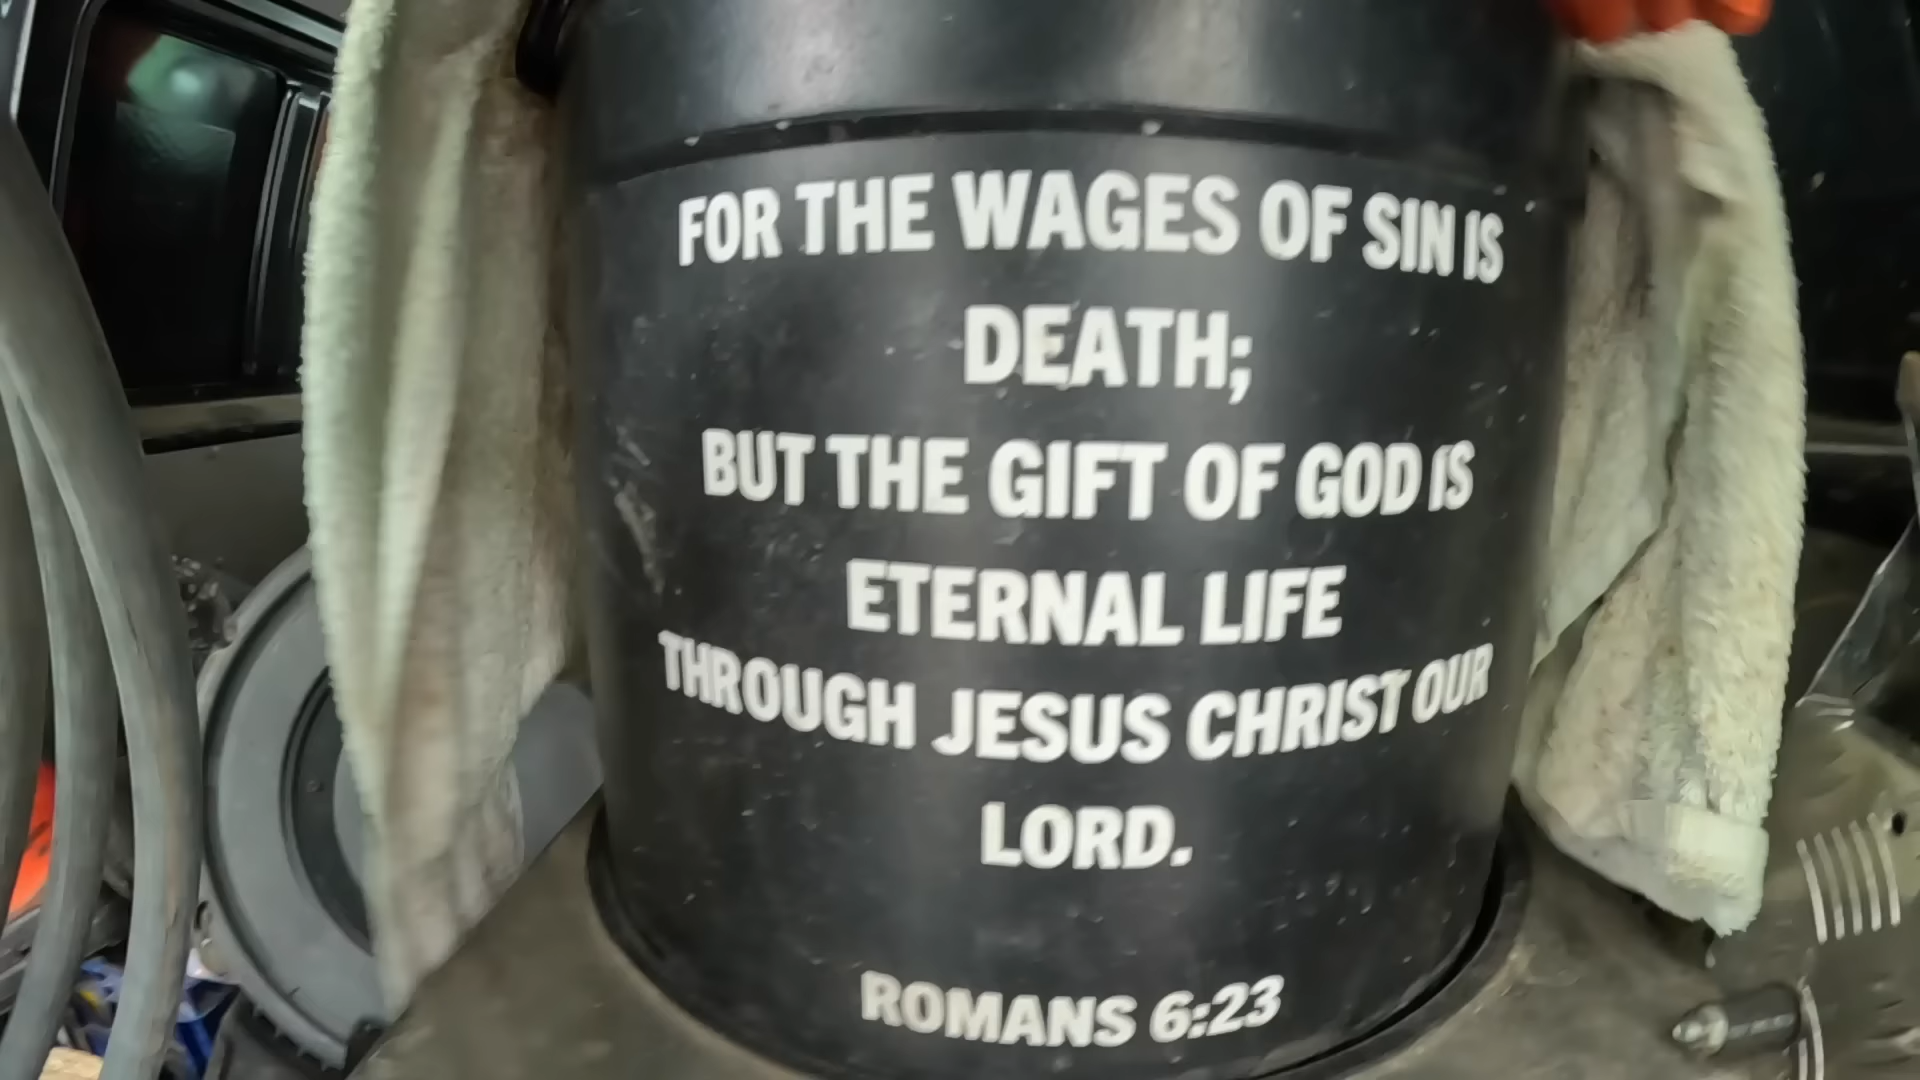 FOR THE WAGES OF SIN IS
DEATH;
BUT THE GIFT OF GOD IS
ETERNAL LIFE
THROUGH JESUS CHRIST OUR
LORD.
ROMANS 6:23